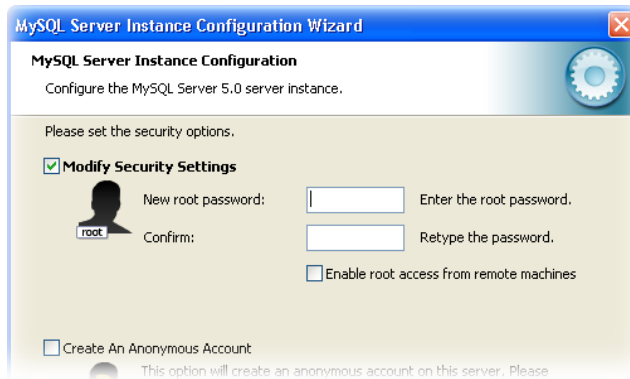 MySQL Server Instance Configuration Wizard
MySQL Server Instance Configuration
Configure the MySQL Server 5.0 server instance.
Please set the security options.
Modify Security Settings
New root password: Enter the root password.
root
Confirm: Retype the password.
Enable root access from remote machines
Create An Anonymous Account
This option will create an anonymous account on this server. Please